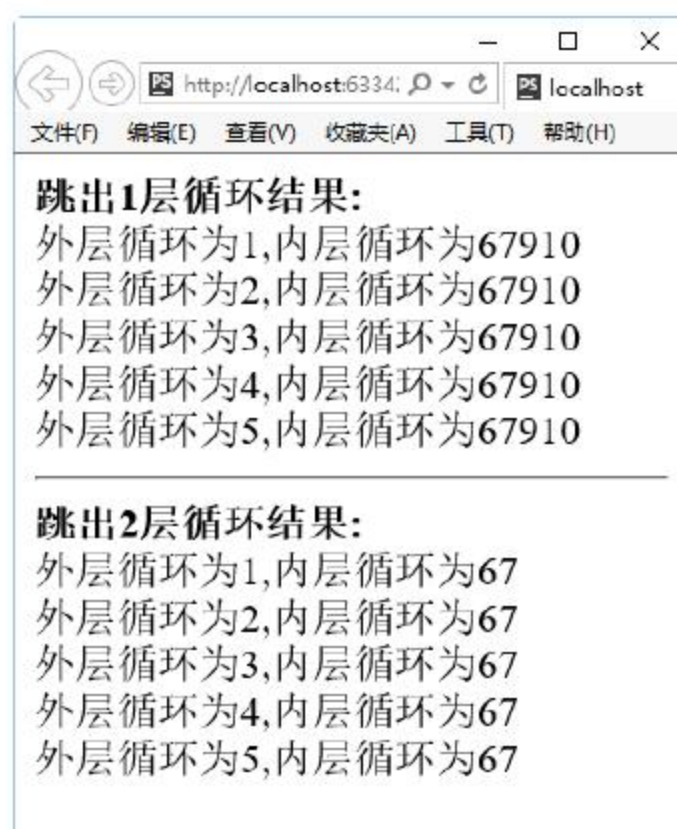 http://localhost:6334
localhost
文件(F) 编辑(E) 查看(V) 收藏夹(A) 工具(T) 帮助(H)
跳出1层循环结果:
外层循环为1,内层循环为67910
外层循环为2,内层循环为67910
外层循环为3,内层循环为67910
外层循环为4,内层循环为67910
外层循环为5,内层循环为67910
跳出2层循环结果:
外层循环为1,内层循环为67
外层循环为2,内层循环为67
外层循环为3,内层循环为67
外层循环为4,内层循环为67
外层循环为5,内层循环为67